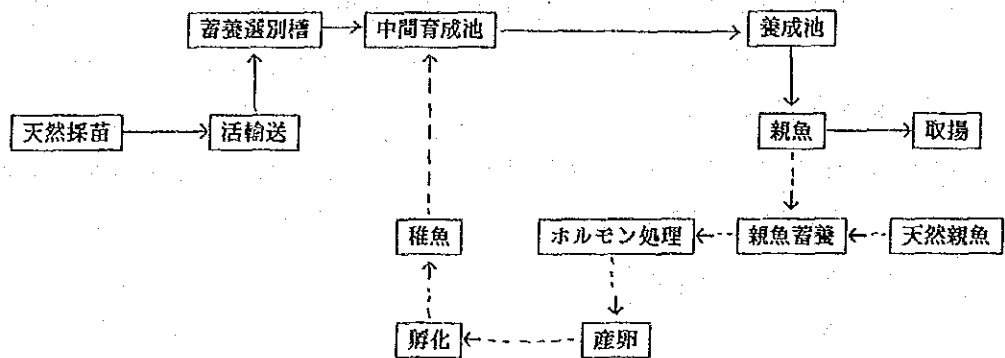 蓄養選別槽
中間育成池
養成池
天然採苗
活輸送
親魚
取揚
稚魚
ホルモン処理
親魚蓄養
天然親魚
孵化
産卵